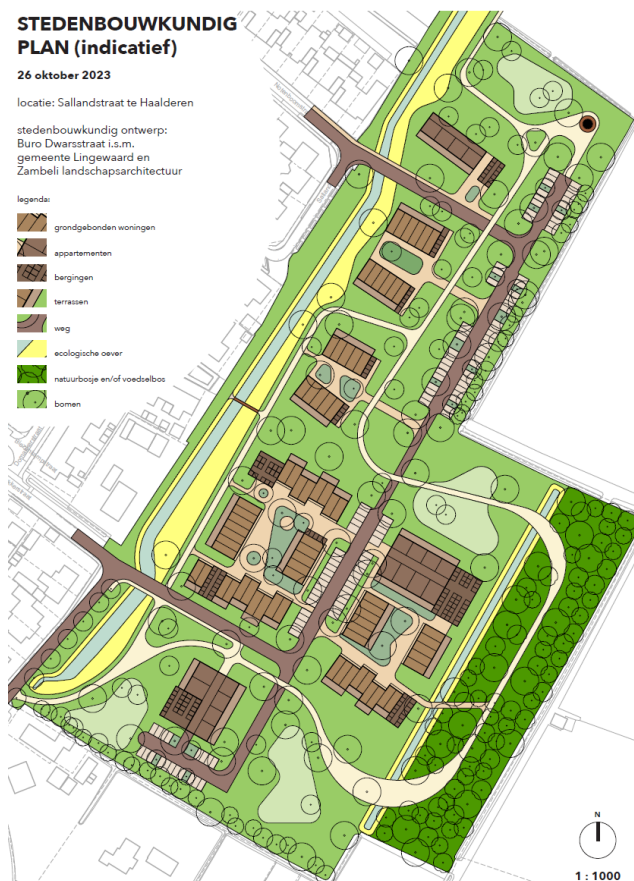 STEDENBOUWKUNDIG
PLAN (indicatief)
26 oktober 2023
locatie: Sallandstraat te Haalderen
stedenbouwkundig ontwerp:
Buro Dwarsstraat i.s.m.
gemeente Lingewaard en
Zambeli landschapsarchitectuur
legenda:
grondgebonden woningen
appartementen
bergingen
terrassen
weg
ecologische oever
natuurbosje en/of voedselbos
bomen
N
1 : 1000